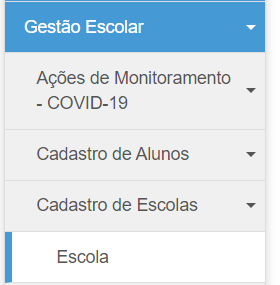 Gestão Escolar
Ações de Monitoramento
- COVID-19
Cadastro de Alunos
Cadastro de Escolas
Escola